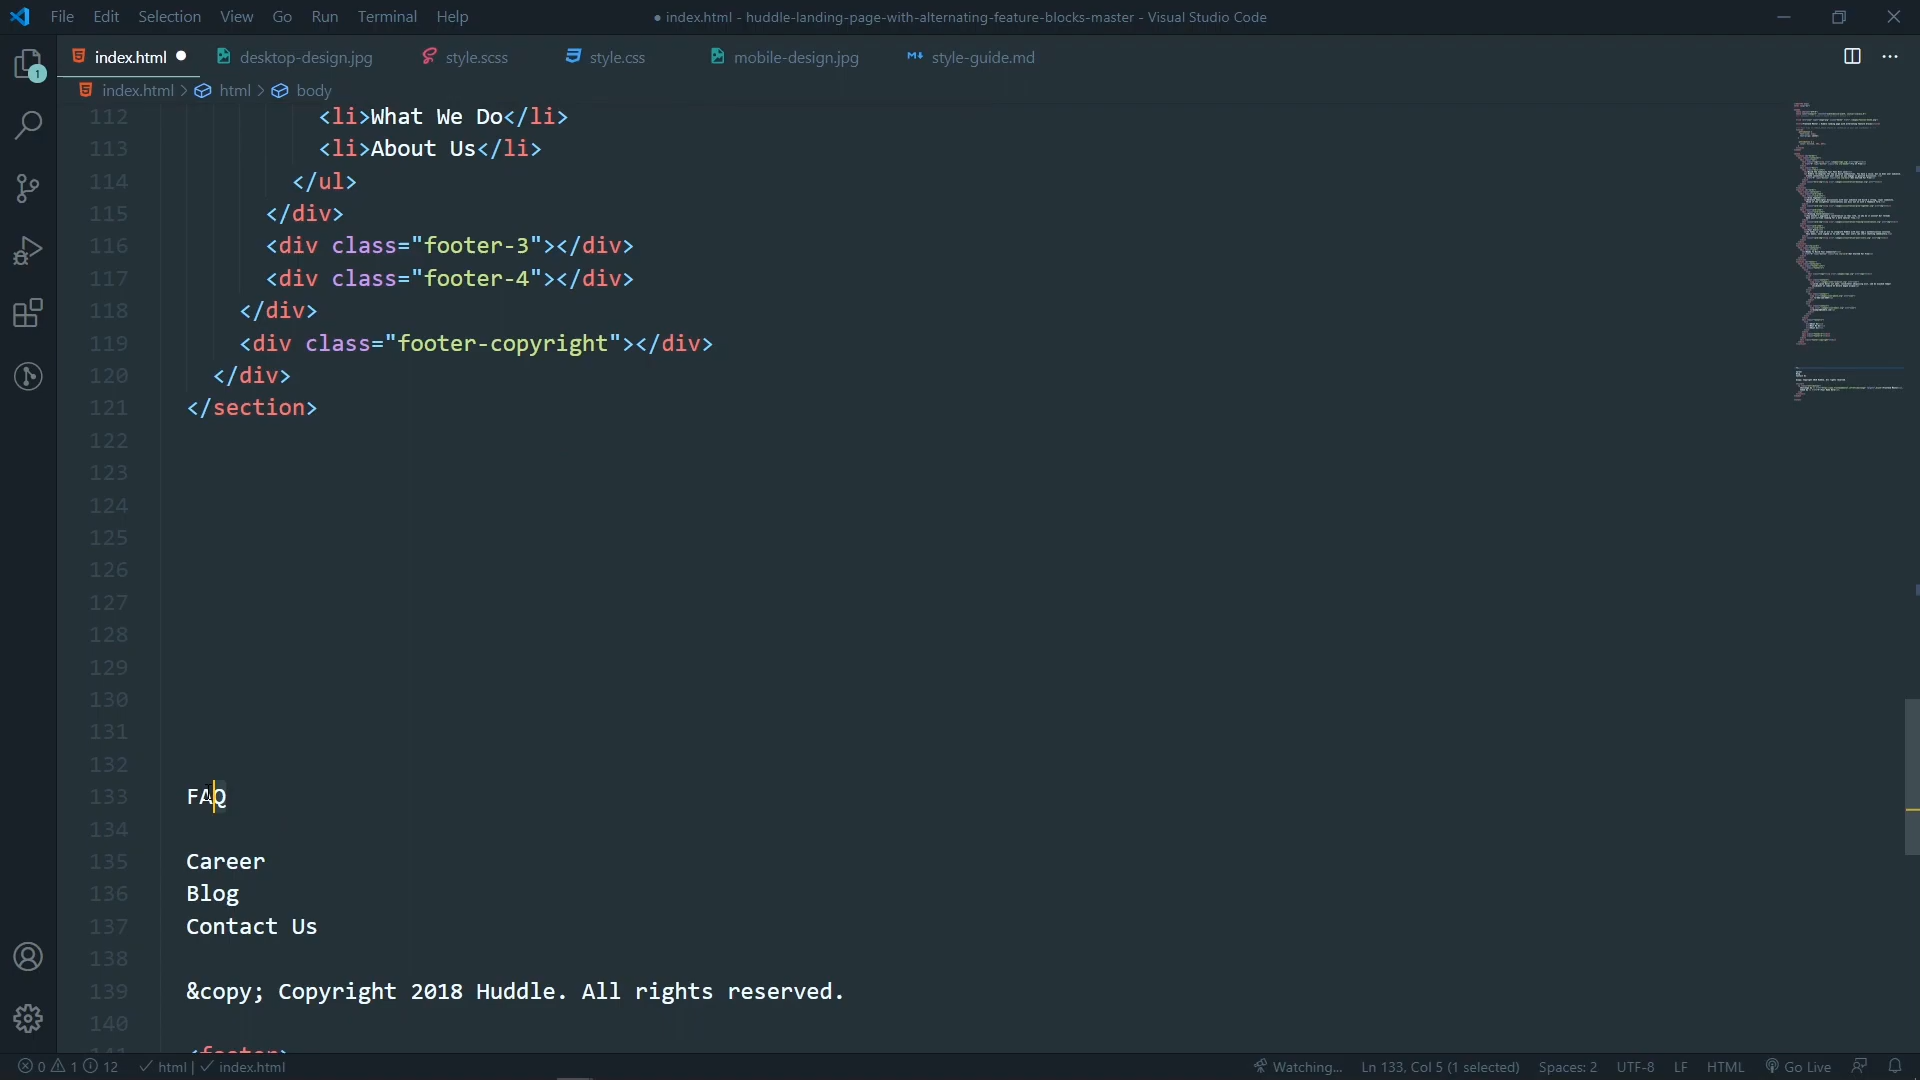 File Edit Selection View Go Run Terminal Help
● index.html - huddle-landing-page-with-alternating-feature-blocks-master - Visual Studio Code
index.html ● desktop-design.jpg style.scss style.css mobile-design.jpg style-guide.md
1
index.html > html > body
112 <li>What We Do</li>
113 <li>About Us</li>
114 </ul>
115 </div>
116 <div class="footer-3"></div>
117 <div class="footer-4"></div>
118 </div>
119 <div class="footer-copyright"></div>
120 </div>
121 </section>
122
123
124
125
126
127
128
129
130
131
132
133 FAQ
134
135 Career
136 Blog
137 Contact Us
138
139 &copy; Copyright 2018 Huddle. All rights reserved.
140
141 <footer>
0 1 12 html | index.html Watching... Ln 133, Col 5 (1 selected) Spaces: 2 UTF-8 LF HTML Go Live